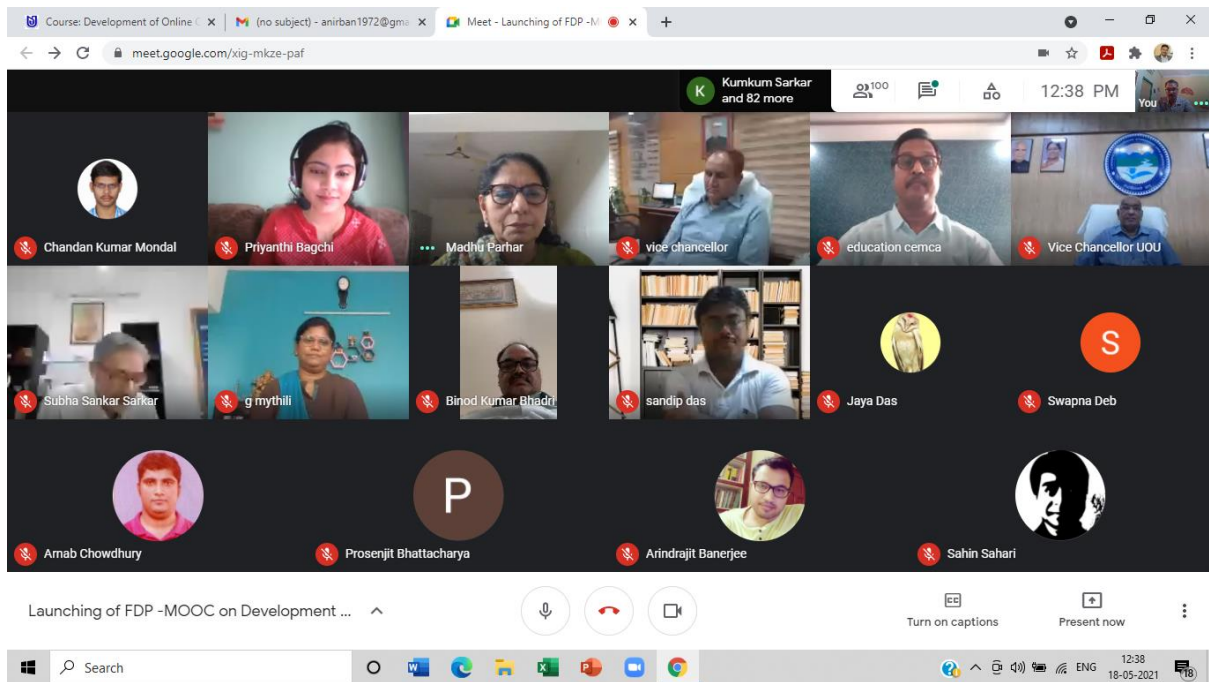 Course: Development of Online C
(no subject) - anirban1972@gma
Meet - Launching of FDP -M
meet.google.com/xig-mkze-paf
K
Kumkum Sarkar
and 82 more
100
12:38 PM
You
Chandan Kumar Mondal
Priyanthi Bagchi
Madhu Parhar
vice chancellor
education cemca
Vice Chancellor UOU
Subha Sankar Sarkar
g mythili
Binod Kumar Bhadri
sandip das
Jaya Das
S
Swapna Deb
Arnab Chowdhury
P
Prosenjit Bhattacharya
Arindrajit Banerjee
Sahin Sahari
Launching of FDP -MOOC on Development ...
CC
Turn on captions
Present now
Search
ENG
12:38
18-05-2021
18